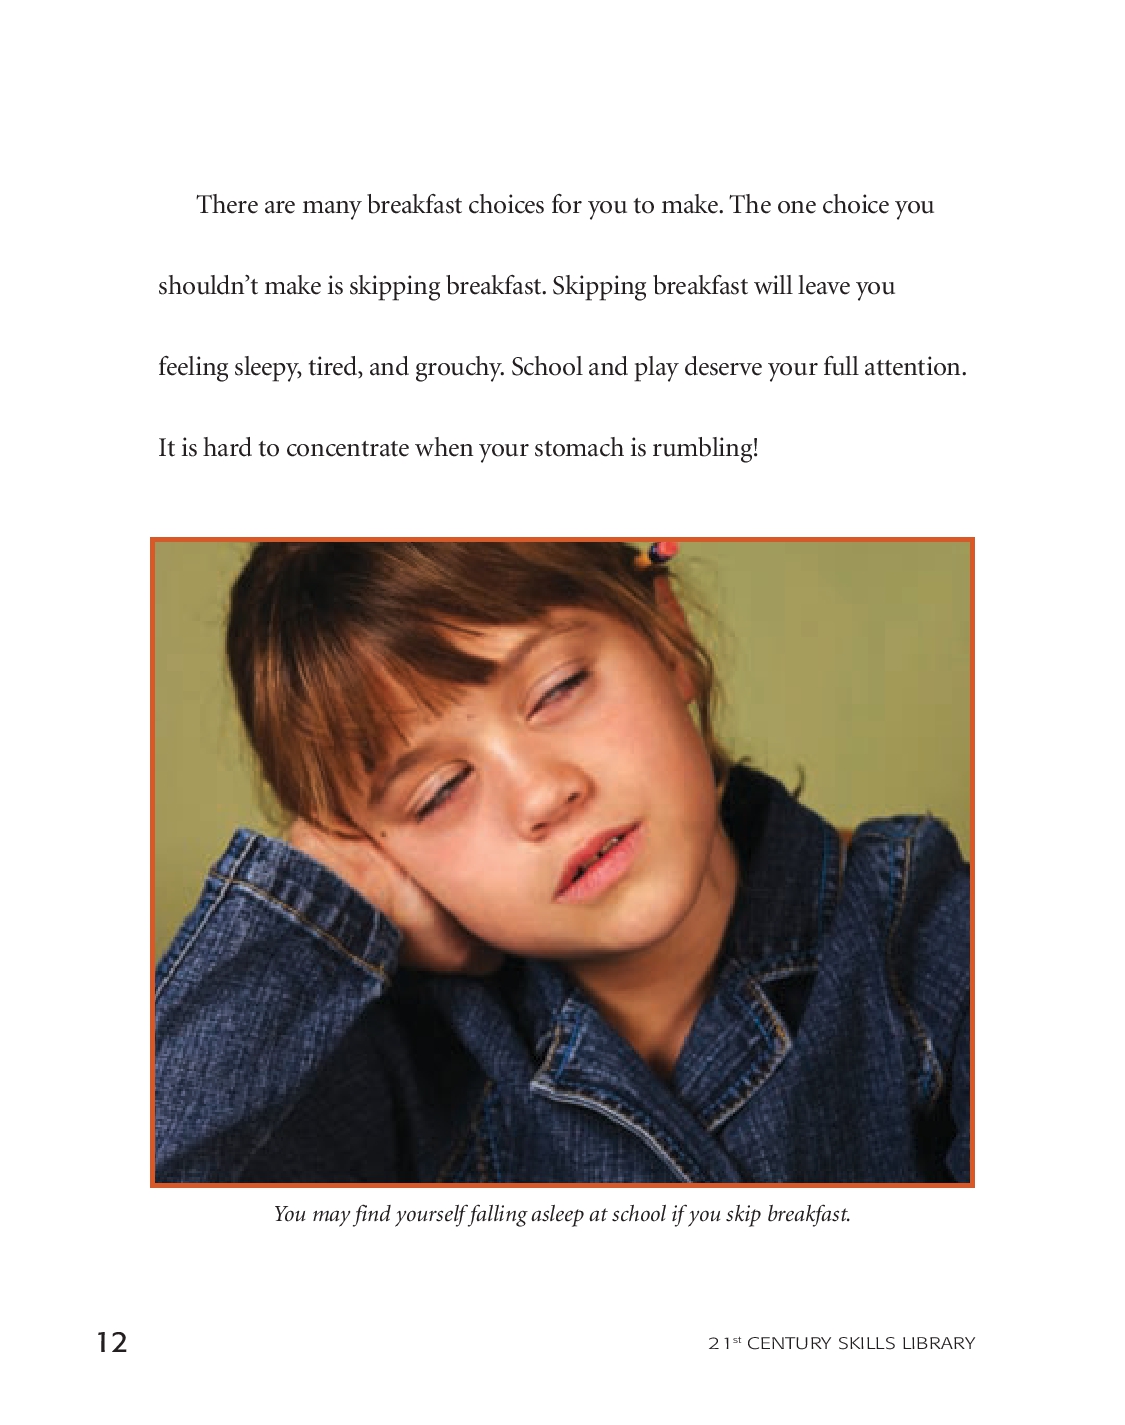 There are many breakfast choices for you to make. The one choice you
shouldn’t make is skipping breakfast. Skipping breakfast will leave you
feeling sleepy, tired, and grouchy. School and play deserve your full attention.
It is hard to concentrate when your stomach is rumbling!
You may find yourself falling asleep at school if you skip breakfast.
12
21st CENTURY SKILLS LIBRARY